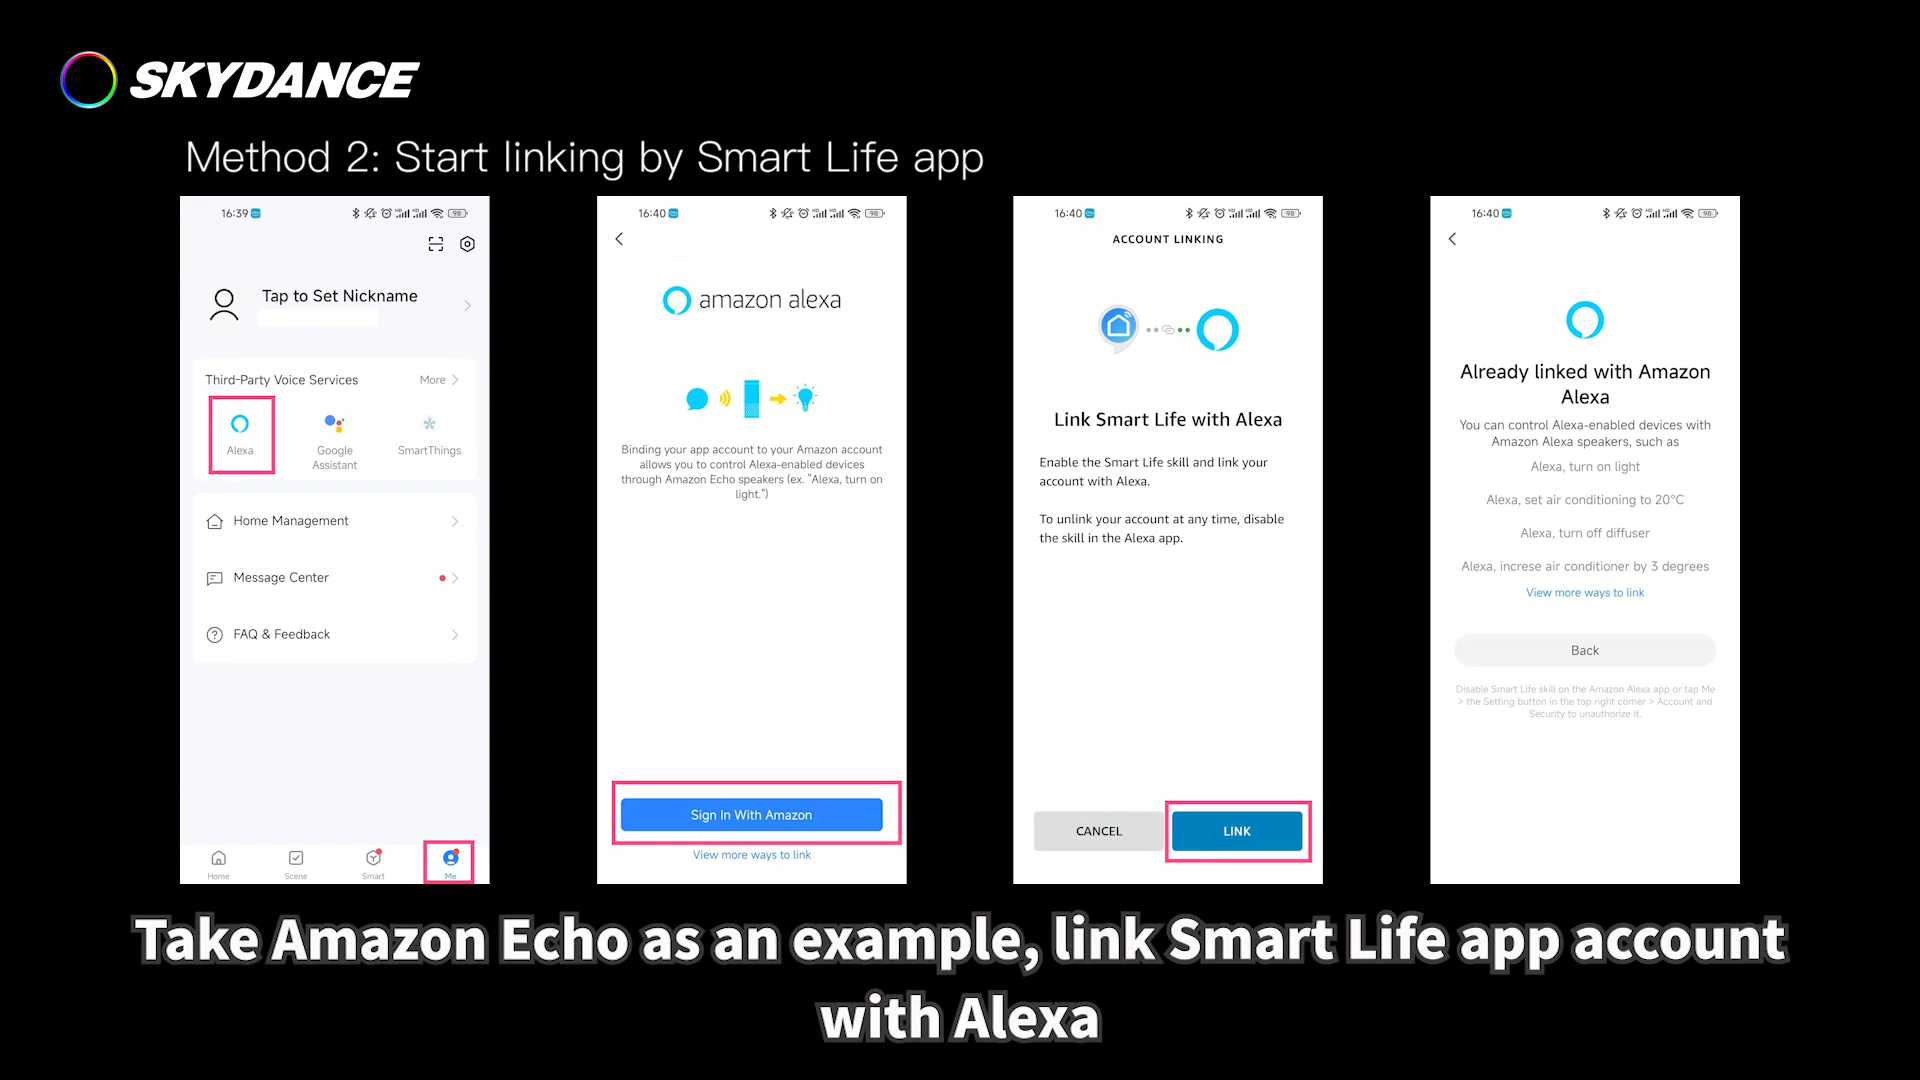 SKYDANCE
Method 2: Start linking by Smart Life app
16:39
98
Tap to Set Nickname
Third-Party Voice Services
More
Alexa
Google
Assistant
SmartThings
Home Management
Message Center
FAQ & Feedback
Home
Scene
Smart
Me
16:40
98
amazon alexa
Binding your app account to your Amazon account
allows you to control Alexa-enabled devices
through Amazon Echo speakers (ex. "Alexa, turn on
light.")
Sign In With Amazon
View more ways to link
16:40
98
ACCOUNT LINKING
Link Smart Life with Alexa
Enable the Smart Life skill and link your
account with Alexa.
To unlink your account at any time, disable
the skill in the Alexa app.
CANCEL
LINK
16:40
98
Already linked with Amazon
Alexa
You can control Alexa-enabled devices with
Amazon Alexa speakers, such as
Alexa, turn on light
Alexa, set air conditioning to 20°C
Alexa, turn off diffuser
Alexa, increse air conditioner by 3 degrees
View more ways to link
Back
Disable Smart Life skill on the Amazon Alexa app or tap Me
> the Setting button in the top right corner > Account and
Security to unauthorize it.
Take Amazon Echo as an example, link Smart Life app account
with Alexa